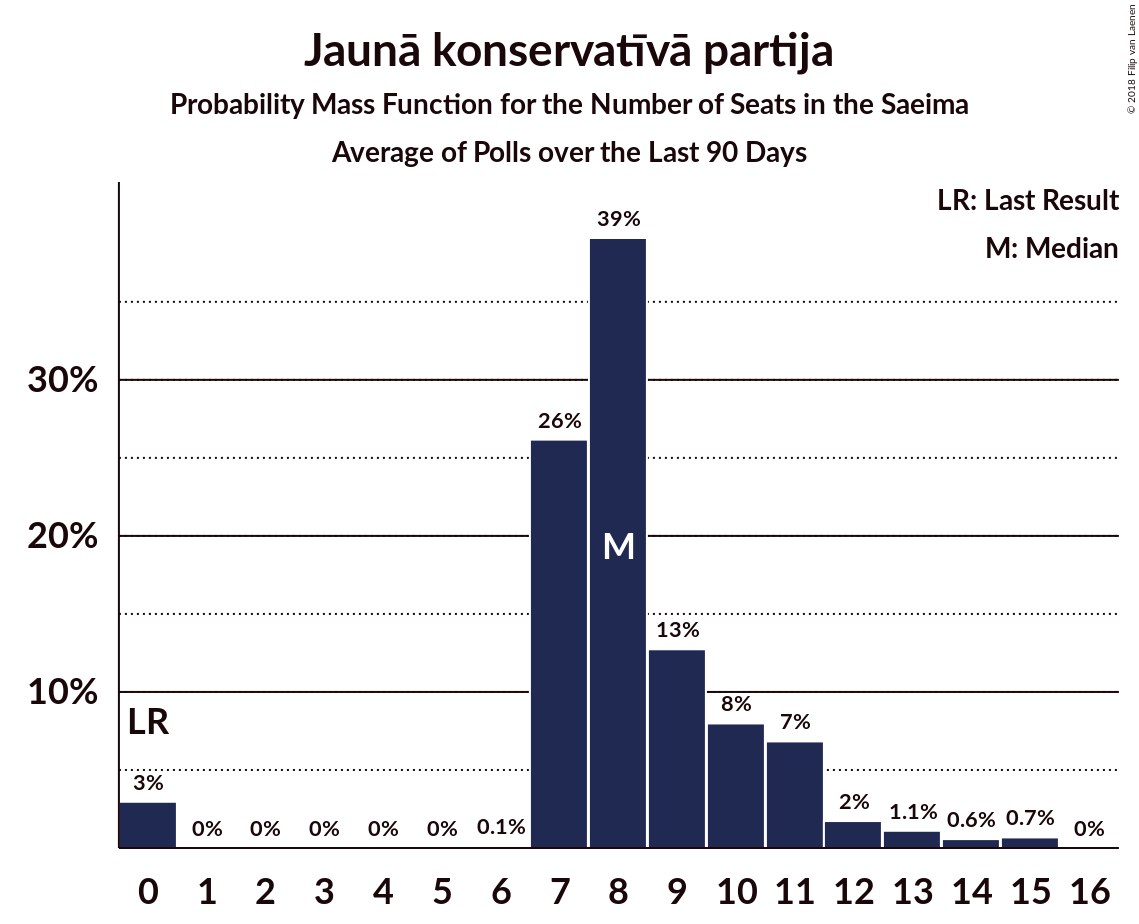 Jaunā konservatīvā partija
Probability Mass Function for the Number of Seats in the Saeima
Average of Polls over the Last 90 Days
© 2018 Filip van Laenen
LR: Last Result
M: Median
39%
30%
26%
20%
M
13%
10%
8%
7%
LR
3%
0% 0% 0% 0% 0% 0.1% 2% 1.1% 0.6% 0.7% 0%
0 1 2 3 4 5 6 7 8 9 10 11 12 13 14 15 16